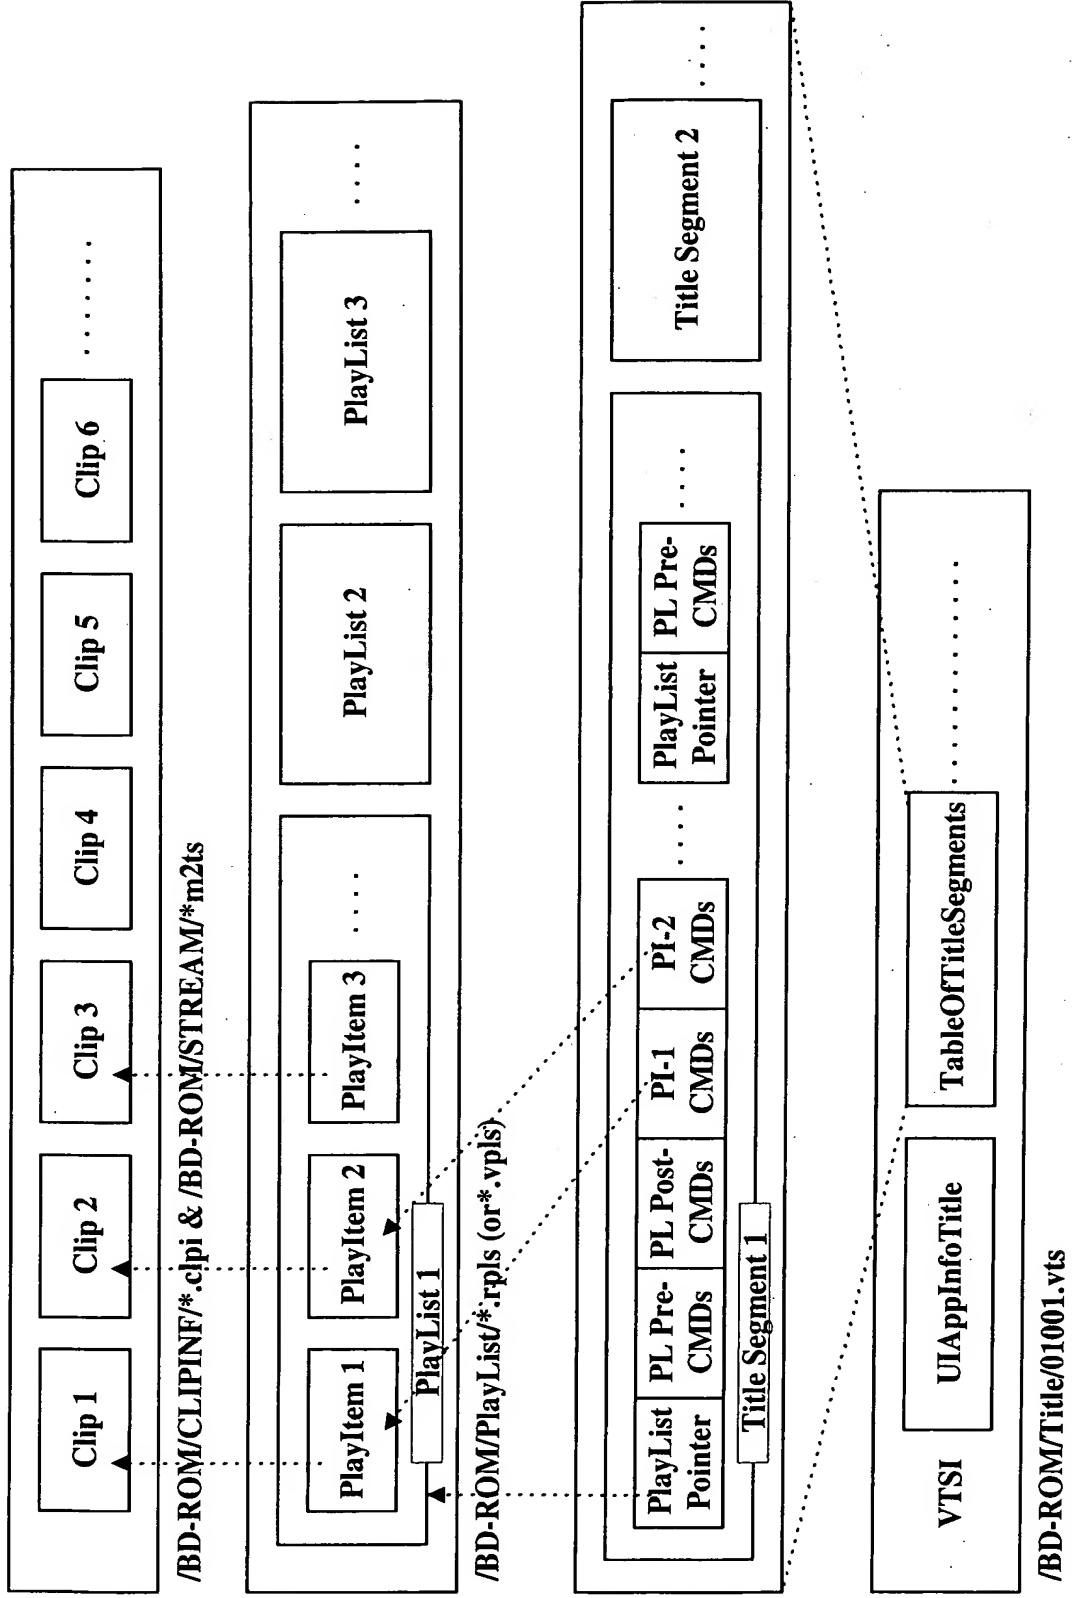 Clip 1
Clip 2
Clip 3
Clip 4
Clip 5
Clip 6
.......
/BD-ROM/CLIPINF/*.clpi & /BD-ROM/STREAM/*m2ts
PlayItem 1
PlayItem 2
PlayItem 3
....
PlayList 1
PlayList 2
PlayList 3
....
/BD-ROM/PlayList/*.rpls (or*.vpls)
PlayList
Pointer
PL Pre-
CMDs
PL Post-
CMDs
PI-1
CMDs
PI-2
CMDs
....
PlayList
Pointer
PL Pre-
CMDs
....
Title Segment 1
Title Segment 2
....
VTSI
UIAppInfoTitle
TableOfTitleSegments
............
/BD-ROM/Title/01001.vts